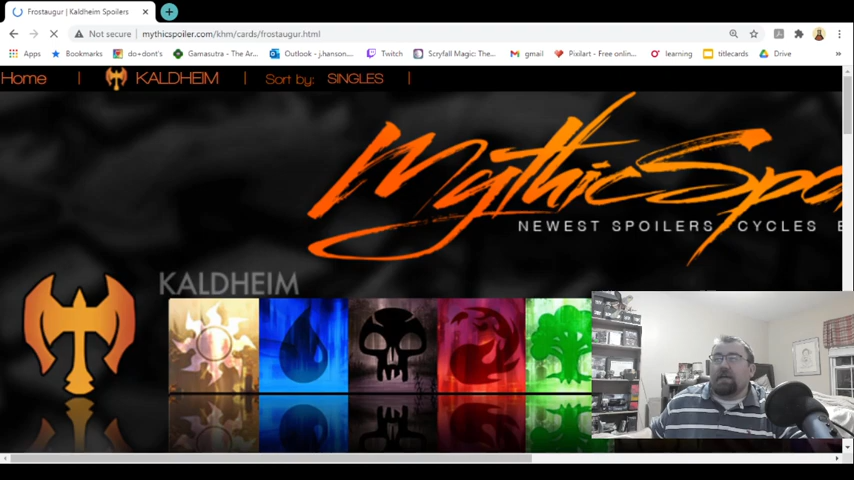 Frostaugur | Kaldheim Spoilers
Not secure | mythicspoiler.com/khm/cards/frostaugur.html
Apps Bookmarks do+dont's Gamasutra - The Ar... Outlook - j.hanson... Twitch Scryfall Magic: The... gmail Pixilart - Free onlin... learning titlecards Drive
Home | KALDHEIM | Sort by: SINGLES |
MythicSpo
NEWEST SPOILERS CYCLES
KALDHEIM